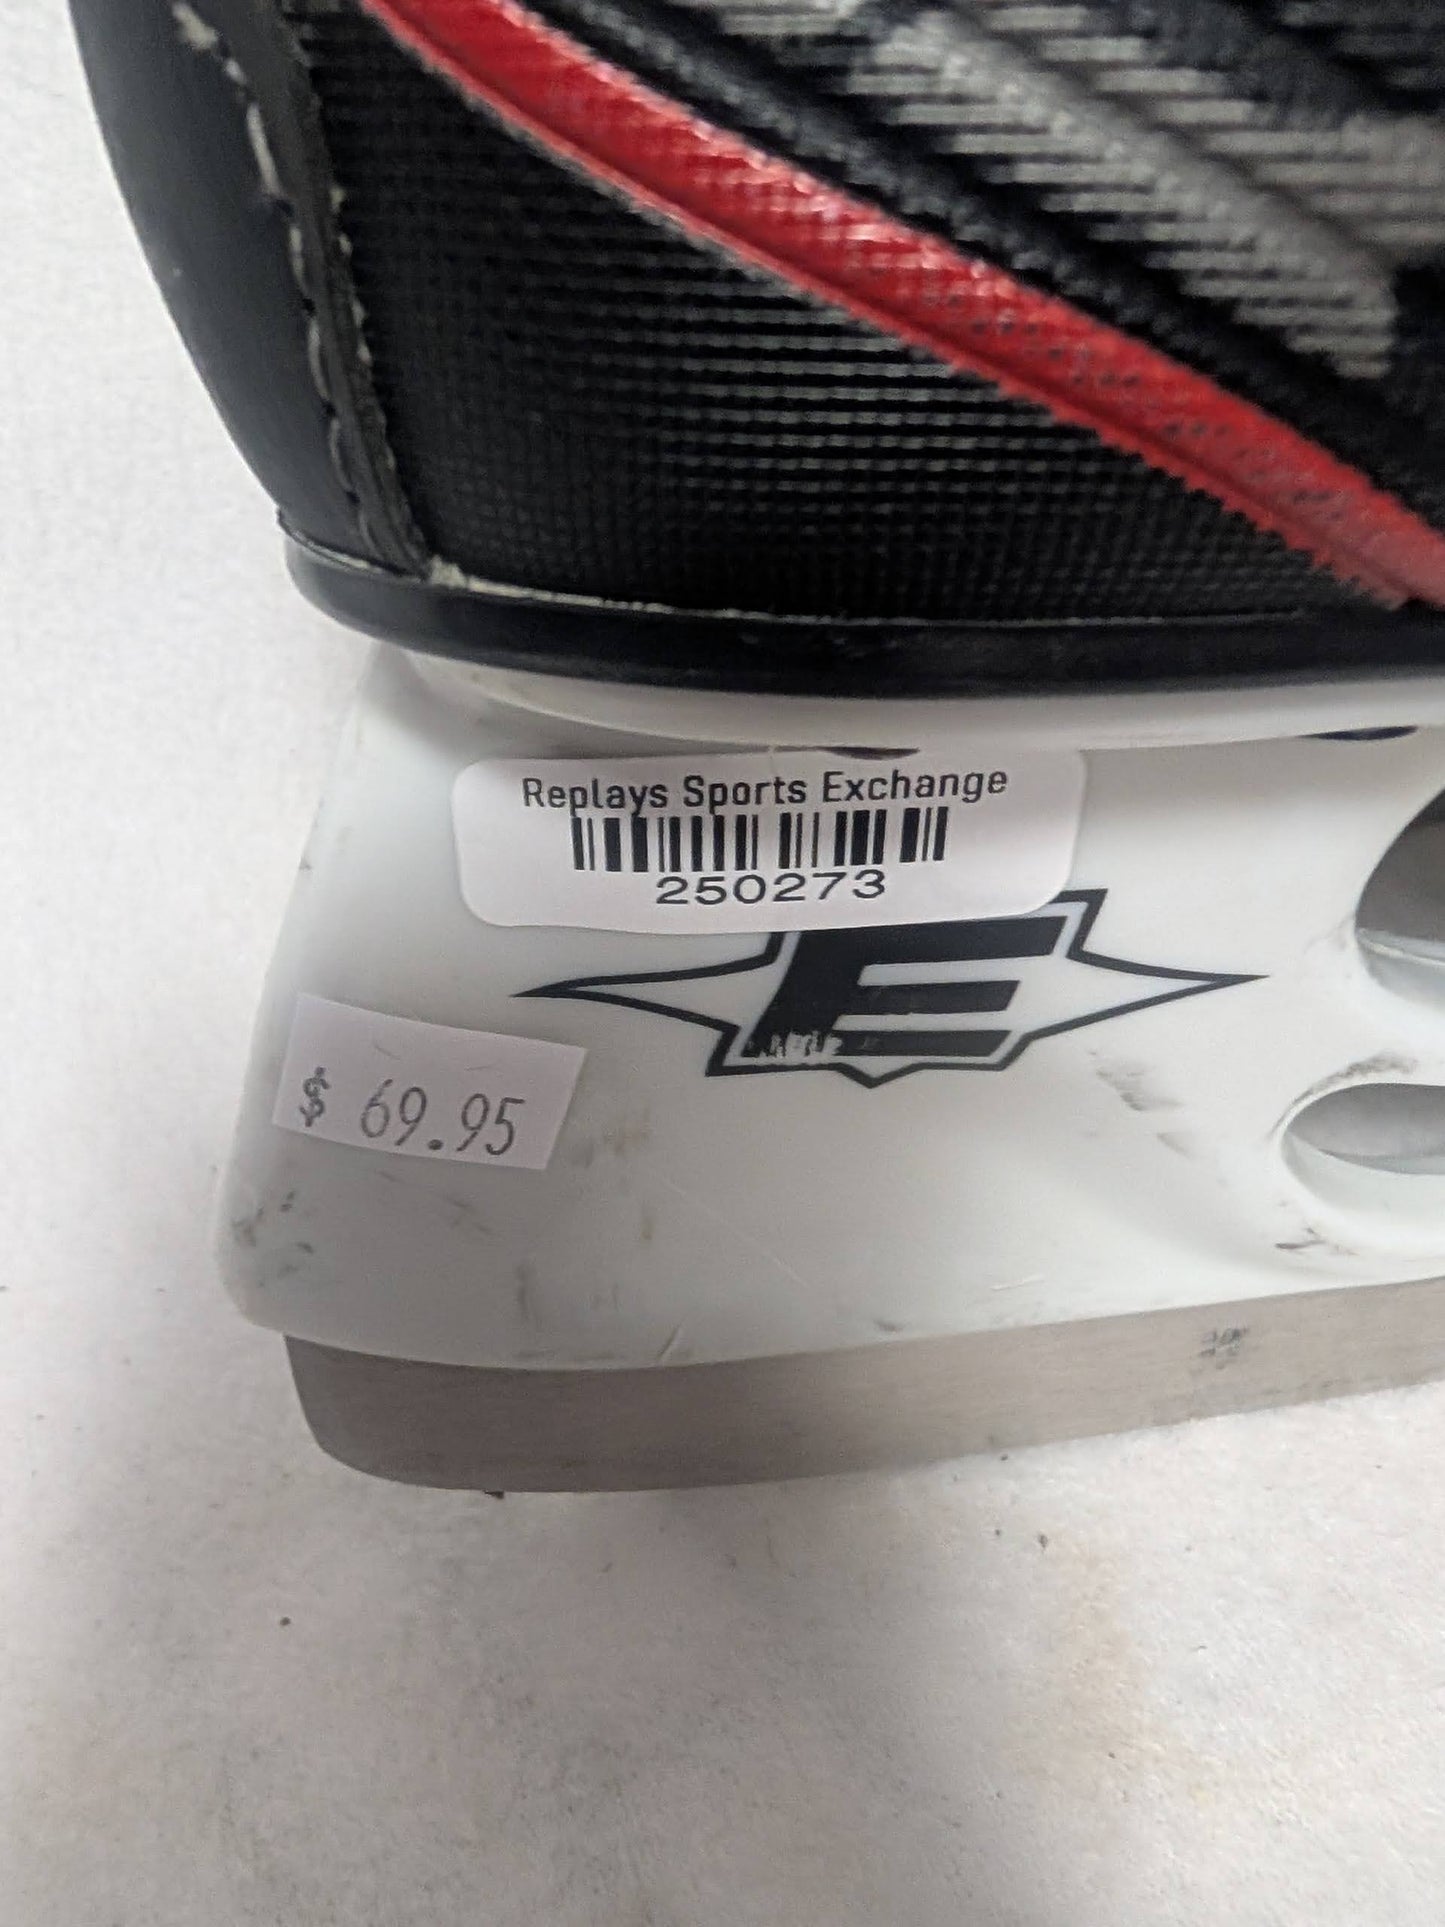 Replays Sports Exchange
250273
E
$ 69.95